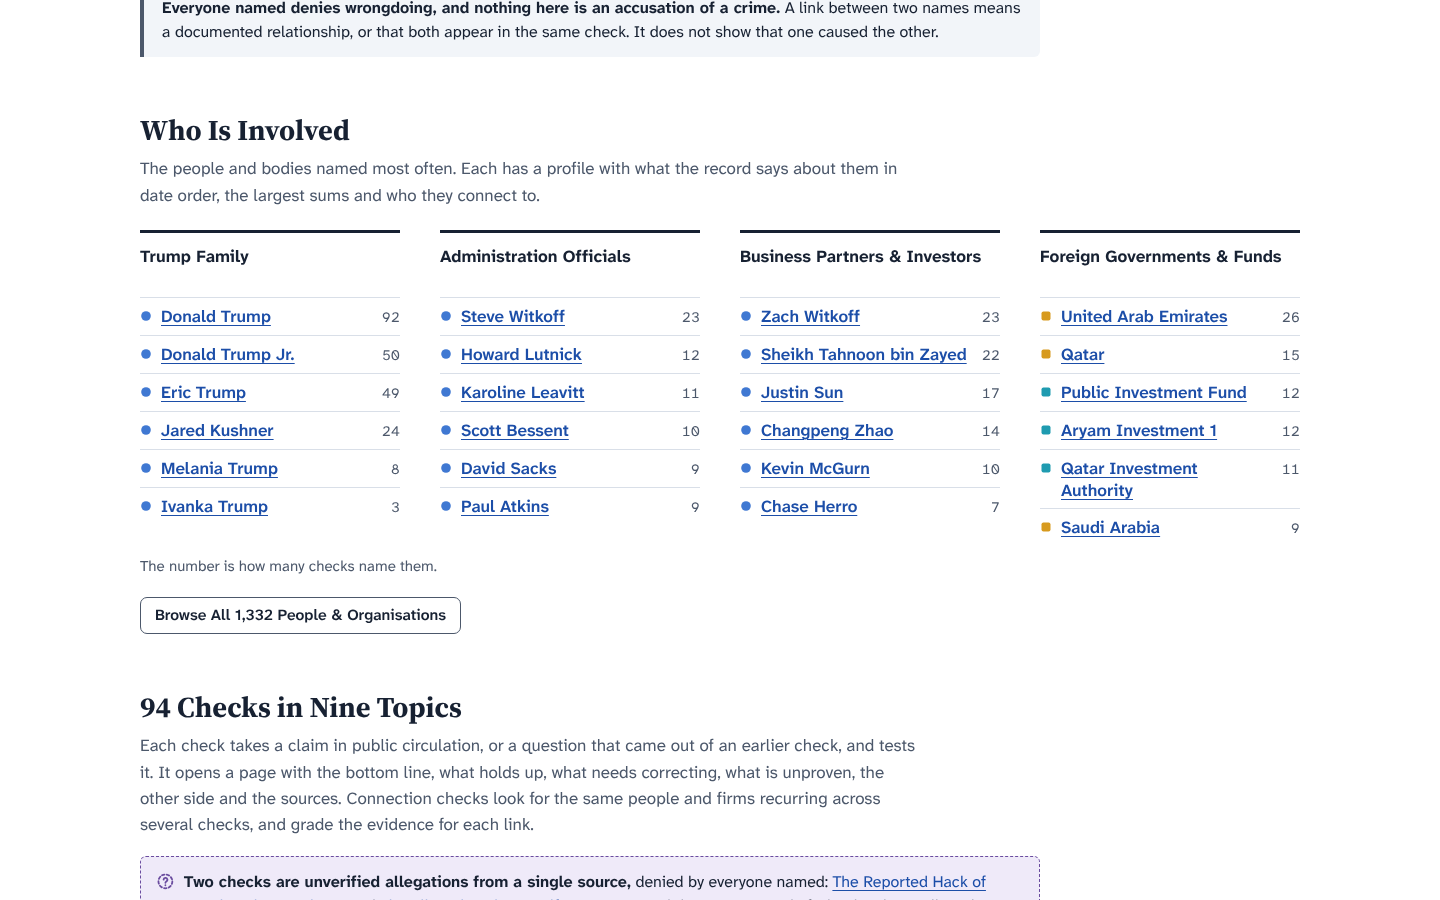 Everyone named denies wrongdoing, and nothing here is an accusation of a crime. A link between two names means
a documented relationship, or that both appear in the same check. It does not show that one caused the other.
Who Is Involved
The people and bodies named most often. Each has a profile with what the record says about them in
date order, the largest sums and who they connect to.
Trump Family
Donald Trump 92
Donald Trump Jr. 50
Eric Trump 49
Jared Kushner 24
Melania Trump 8
Ivanka Trump 3
Administration Officials
Steve Witkoff 23
Howard Lutnick 12
Karoline Leavitt 11
Scott Bessent 10
David Sacks 9
Paul Atkins 9
Business Partners & Investors
Zach Witkoff 23
Sheikh Tahnoon bin Zayed 22
Justin Sun 17
Changpeng Zhao 14
Kevin McGurn 10
Chase Herro 7
Foreign Governments & Funds
United Arab Emirates 26
Qatar 15
Public Investment Fund 12
Aryam Investment 1 12
Qatar Investment 11
Authority
Saudi Arabia 9
The number is how many checks name them.
Browse All 1,332 People & Organisations
94 Checks in Nine Topics
Each check takes a claim in public circulation, or a question that came out of an earlier check, and tests
it. It opens a page with the bottom line, what holds up, what needs correcting, what is unproven, the
other side and the sources. Connection checks look for the same people and firms recurring across
several checks, and grade the evidence for each link.
Two checks are unverified allegations from a single source, denied by everyone named: The Reported Hack of